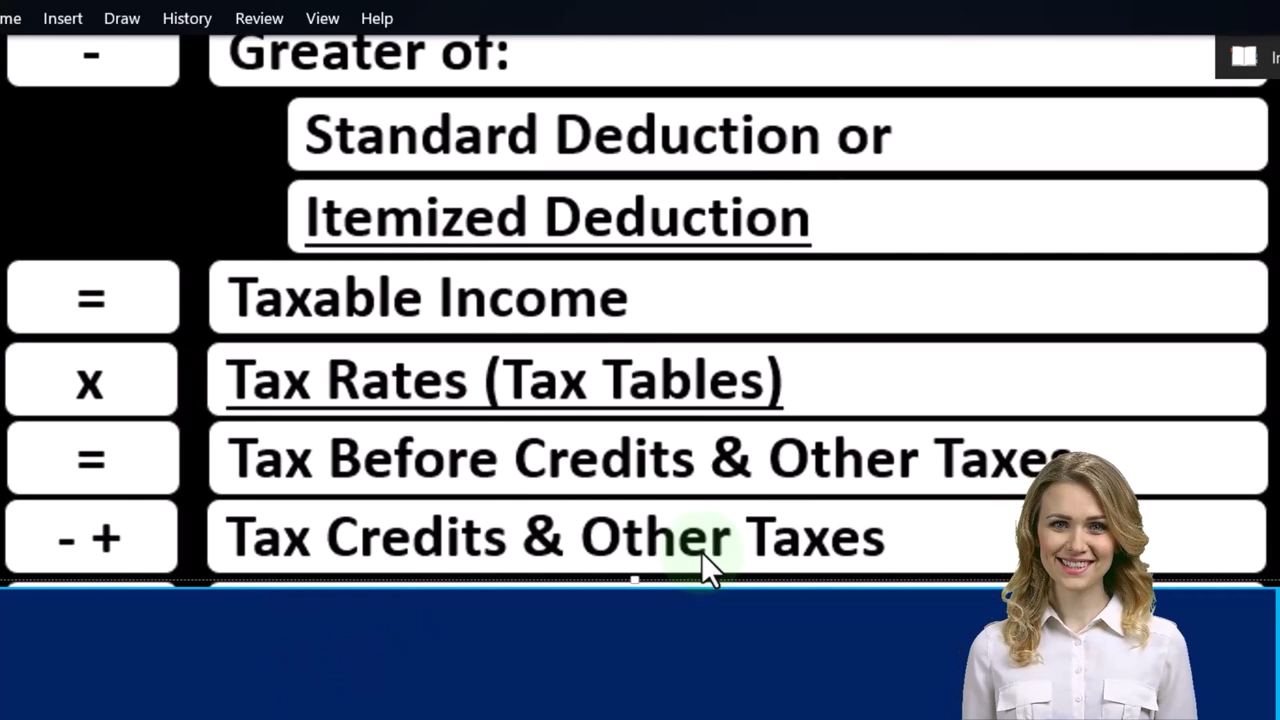 me Insert Draw History Review View Help
- Greater of:
In
Standard Deduction or
Itemized Deduction
= Taxable Income
x Tax Rates (Tax Tables)
= Tax Before Credits & Other Taxes
- + Tax Credits & Other Taxes